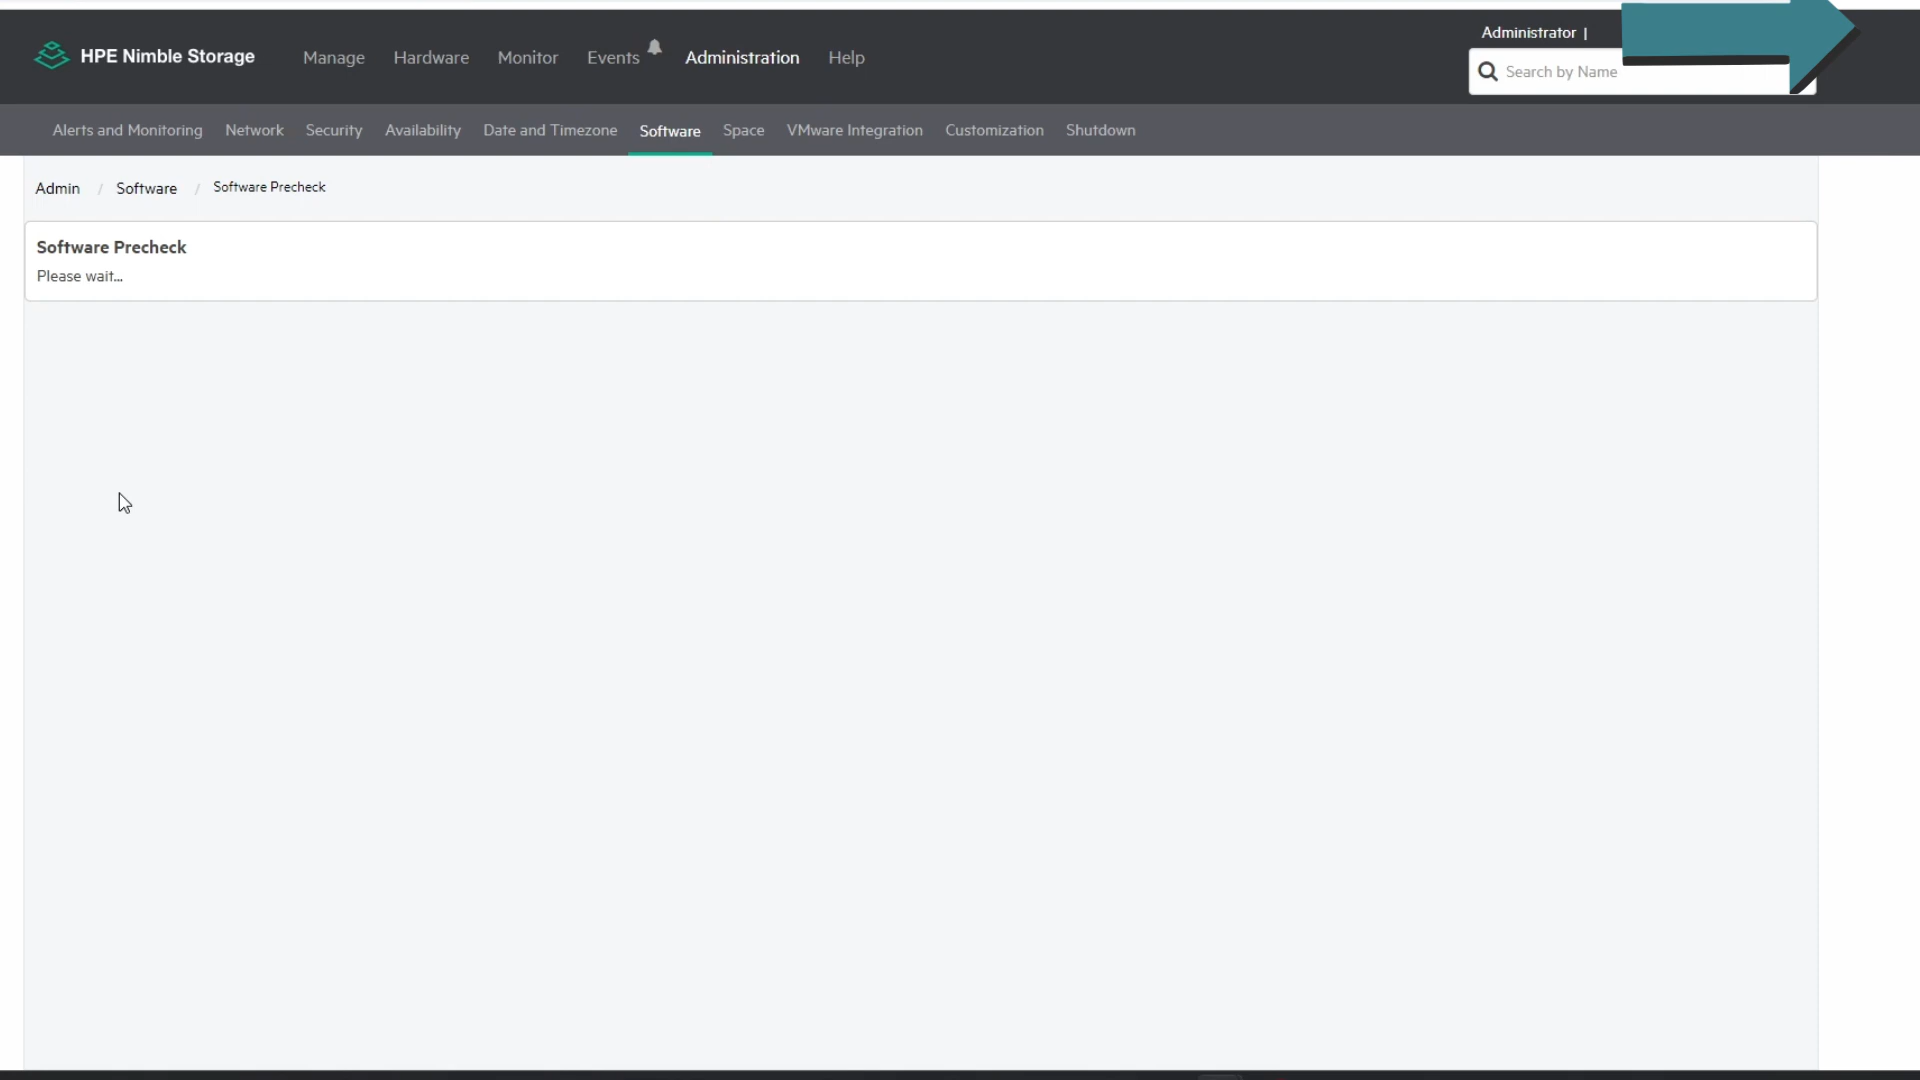 HPE Nimble Storage
Manage
Hardware
Monitor
Events
Administration
Help
Administrator |
Search by Name
Alerts and Monitoring
Network
Security
Availability
Date and Timezone
Software
Space
VMware Integration
Customization
Shutdown
Admin / Software / Software Precheck
Software Precheck
Please wait...